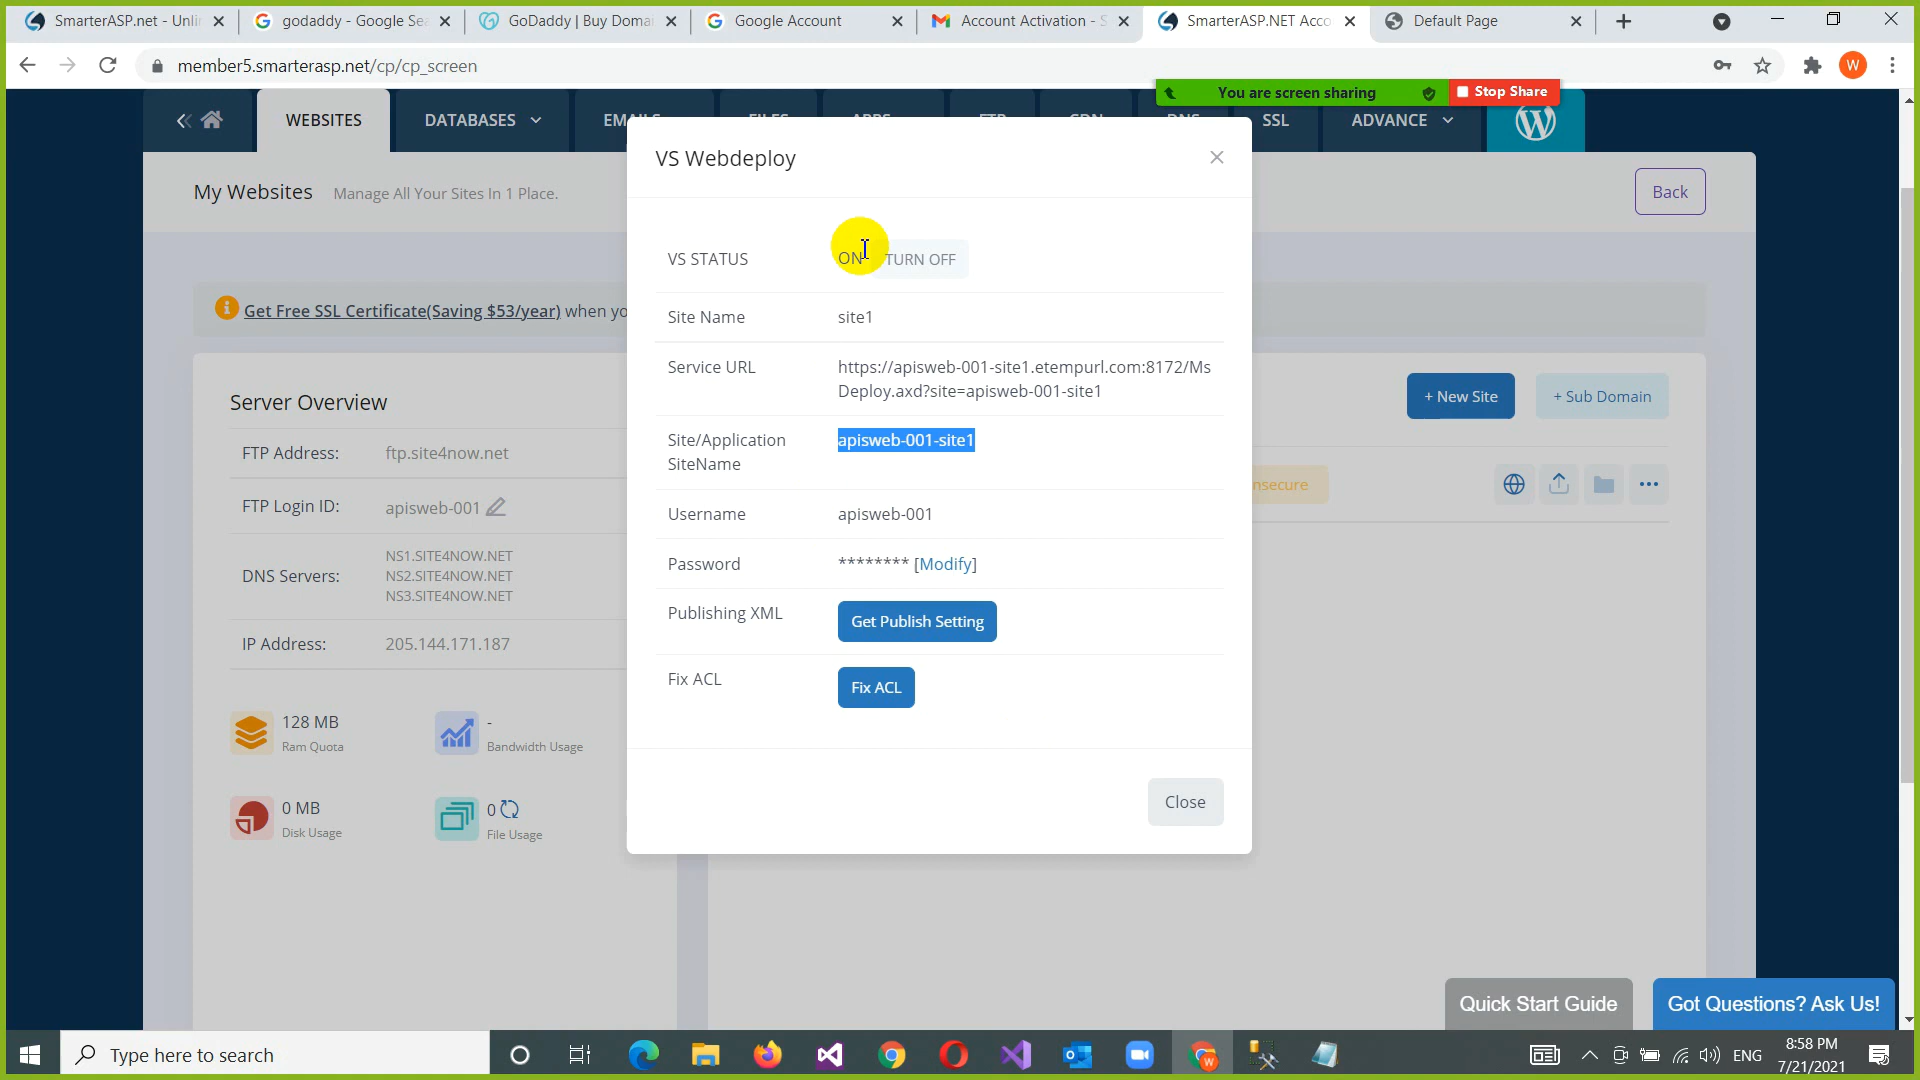 SmarterASP.net - Unli
godaddy - Google Se
GoDaddy | Buy Domai
Google Account
Account Activation - S
SmarterASP.NET Acco
Default Page
member5.smarterasp.net/cp/cp_screen
W
You are screen sharing
Stop Share
WEBSITES
DATABASES
SSL
ADVANCE
My Websites
Manage All Your Sites In 1 Place.
Back
Get Free SSL Certificate(Saving $53/year) when yo
Server Overview
FTP Address:
ftp.site4now.net
FTP Login ID:
apisweb-001
DNS Servers:
NS1.SITE4NOW.NET
NS2.SITE4NOW.NET
NS3.SITE4NOW.NET
IP Address:
205.144.171.187
128 MB
Ram Quota
-
Bandwidth Usage
0 MB
Disk Usage
0
File Usage
VS Webdeploy
VS STATUS
ON
TURN OFF
Site Name
site1
Service URL
https://apisweb-001-site1.etempurl.com:8172/Ms
Deploy.axd?site=apisweb-001-site1
Site/Application
SiteName
apisweb-001-site1
Username
apisweb-001
Password
******** [Modify]
Publishing XML
Get Publish Setting
Fix ACL
Fix ACL
Close
+ New Site
+ Sub Domain
nsecure
Quick Start Guide
Got Questions? Ask Us!
Type here to search
ENG
8:58 PM
7/21/2021